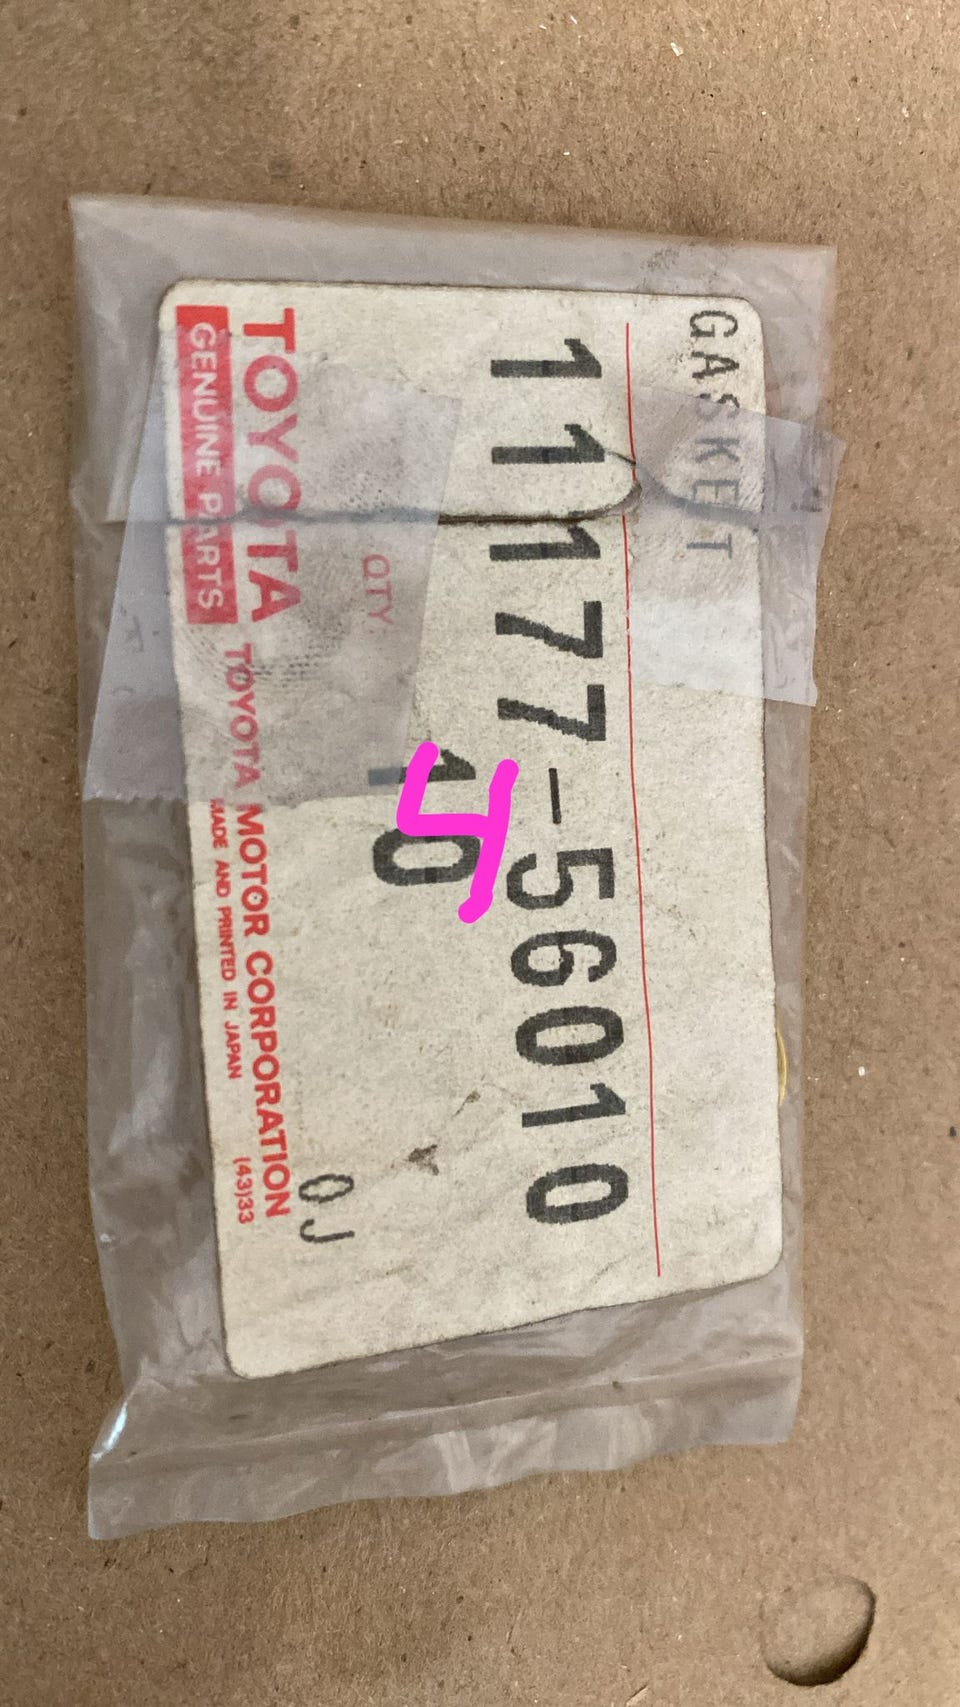 GASKET
11177-56010
4
QTY. 10
0J
TOYOTA
GENUINE PARTS
TOYOTA MOTOR CORPORATION
MADE AND PRINTED IN JAPAN (43)33